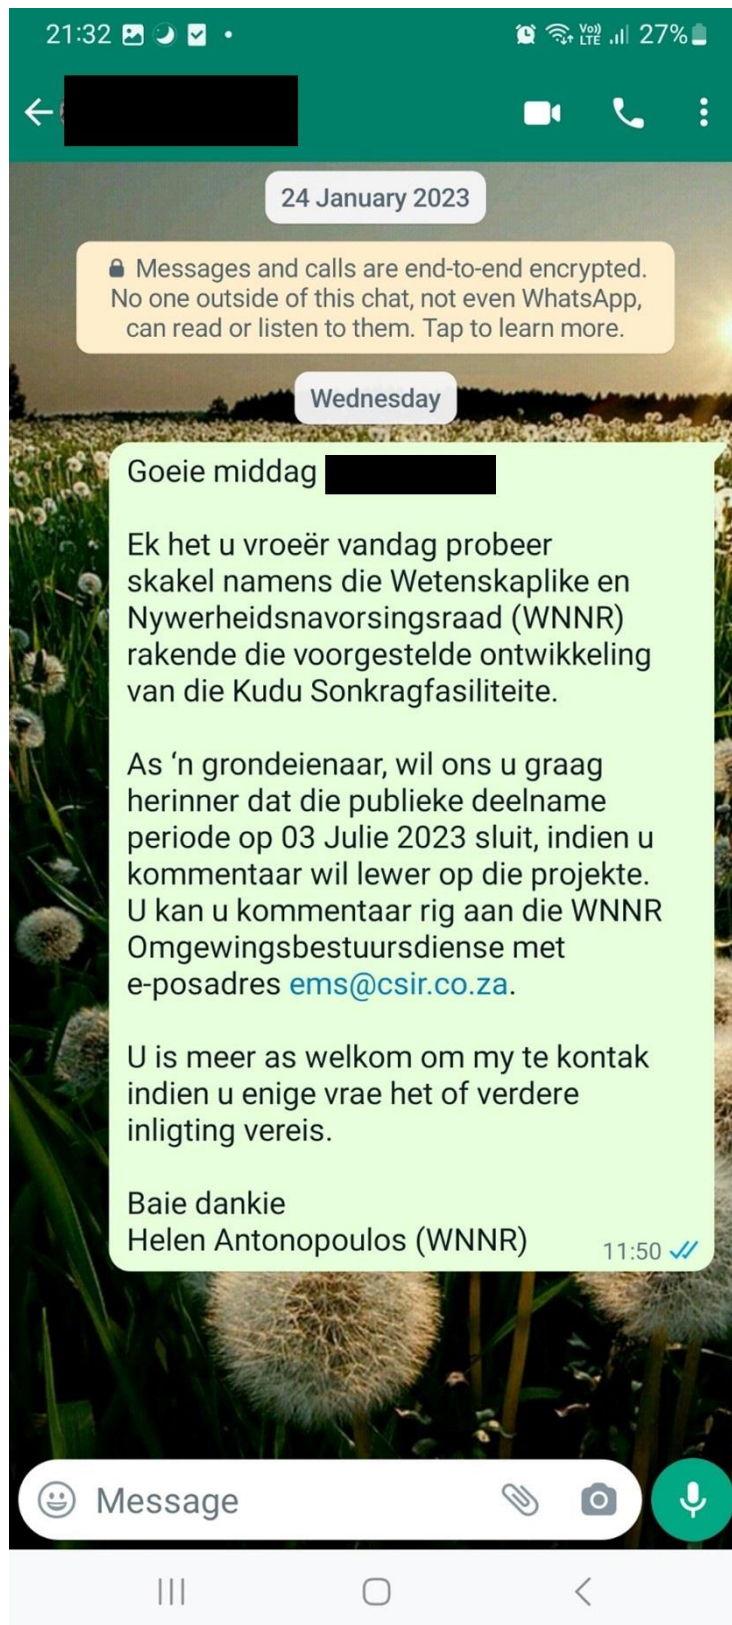 21:32
Vo))
LTE
27%
24 January 2023
Messages and calls are end-to-end encrypted.
No one outside of this chat, not even WhatsApp,
can read or listen to them. Tap to learn more.
Wednesday
Goeie middag
Ek het u vroeër vandag probeer
skakel namens die Wetenskaplike en
Nywerheidsnavorsingsraad (WNNR)
rakende die voorgestelde ontwikkeling
van die Kudu Sonkragfasiliteite.
As ‘n grondeienaar, wil ons u graag
herinner dat die publieke deelname
periode op 03 Julie 2023 sluit, indien u
kommentaar wil lewer op die projekte.
U kan u kommentaar rig aan die WNNR
Omgewingsbestuursdiense met
e-posadres ems@csir.co.za.
U is meer as welkom om my te kontak
indien u enige vrae het of verdere
inligting vereis.
Baie dankie
Helen Antonopoulos (WNNR)
11:50
Message